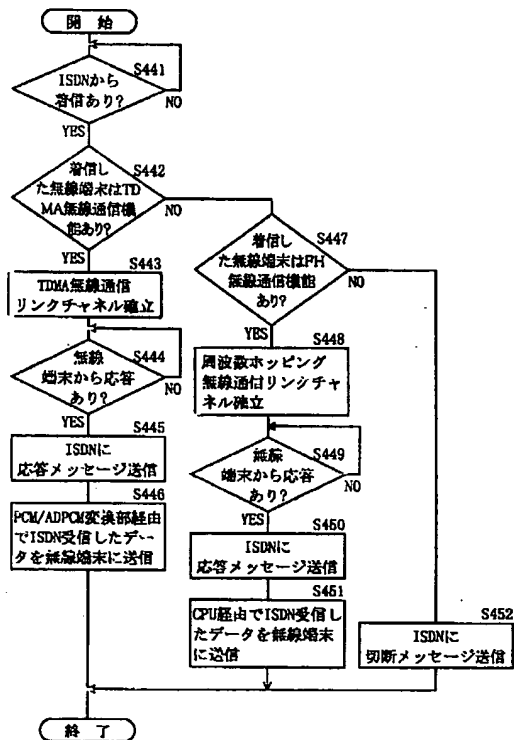 開 始
S441
ISDNから
着信あり?
NO
YES
S442
着信し
た無線端末はTD
MA無線通信機
能あり?
NO
YES
S443
TDMA無線通信
リンクチャネル確立
S444
無線
端末から応答
あり?
NO
YES
S445
ISDNに
応答メッセージ送信
S446
PCM/ADPCM変換部経由
でISDN受信したデー
タを無線端末に送信
S447
着信し
た無線端末はFH
無線通信機能
あり?
NO
YES
S448
周波数ホッピング
無線通信リンクチャ
ネル確立
S449
無線
端末から応答
あり?
NO
YES
S450
ISDNに
応答メッセージ送信
S451
CPU経由でISDN受信し
たデータを無線端末
に送信
S452
ISDNに
切断メッセージ送信
終 了